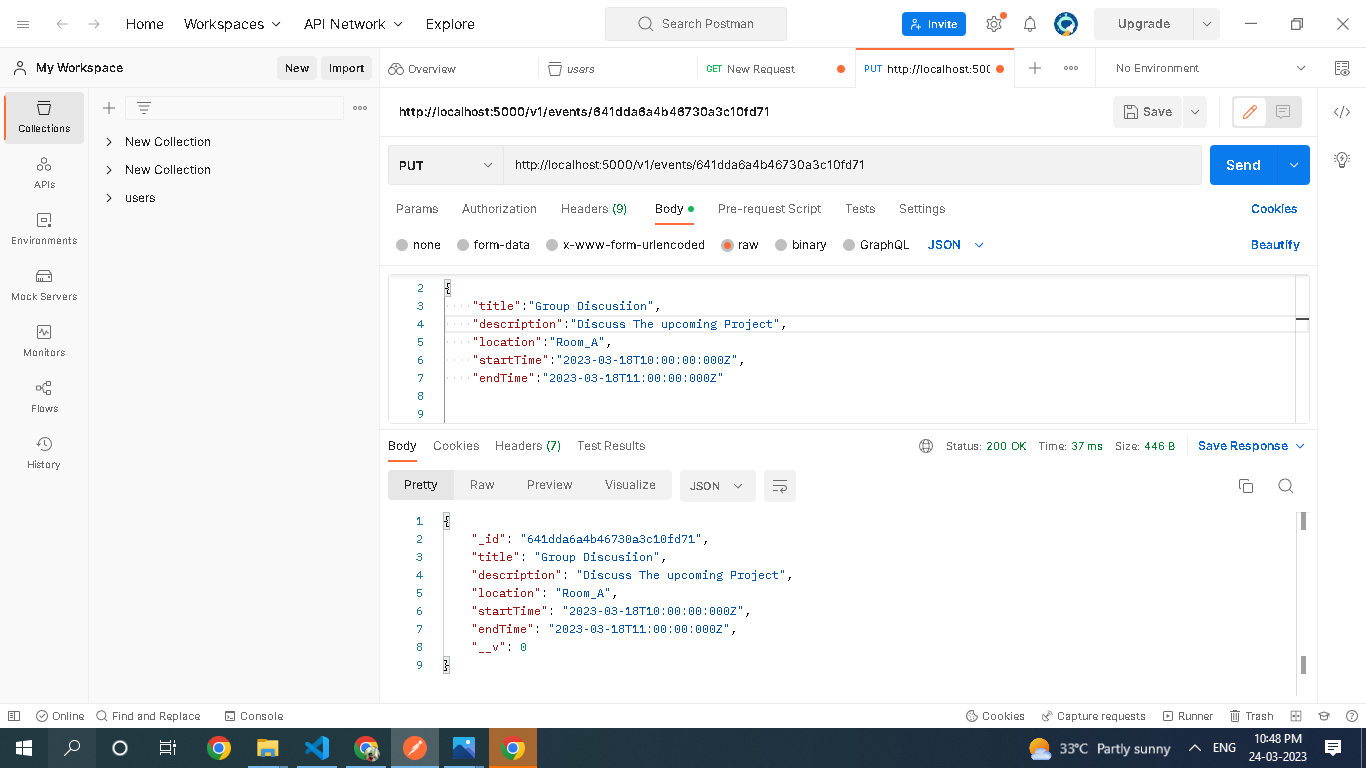 Home Workspaces API Network Explore Search Postman Invite Upgrade
My Workspace New Import Overview users GET New Request PUT http://localhost:500 No Environment
Collections
APIs
Environments
Mock Servers
Monitors
Flows
History
New Collection
New Collection
users
http://localhost:5000/v1/events/641dda6a4b46730a3c10fd71 Save
PUT http://localhost:5000/v1/events/641dda6a4b46730a3c10fd71 Send
Params Authorization Headers (9) Body Pre-request Script Tests Settings Cookies
none form-data x-www-form-urlencoded raw binary GraphQL JSON Beautify
2 {
3 "title":"Group Discusiion",
4 "description":"Discuss The upcoming Project",
5 "location":"Room_A",
6 "startTime":"2023-03-18T10:00:00:000Z",
7 "endTime":"2023-03-18T11:00:00:000Z"
8
9
Body Cookies Headers (7) Test Results Status: 200 OK Time: 37 ms Size: 446 B Save Response
Pretty Raw Preview Visualize JSON
1 {
2 "_id": "641dda6a4b46730a3c10fd71",
3 "title": "Group Discusiion",
4 "description": "Discuss The upcoming Project",
5 "location": "Room_A",
6 "startTime": "2023-03-18T10:00:00:000Z",
7 "endTime": "2023-03-18T11:00:00:000Z",
8 "__v": 0
9 }
Online Find and Replace Console Cookies Capture requests Runner Trash
33°C Partly sunny ENG 10:48 PM
24-03-2023